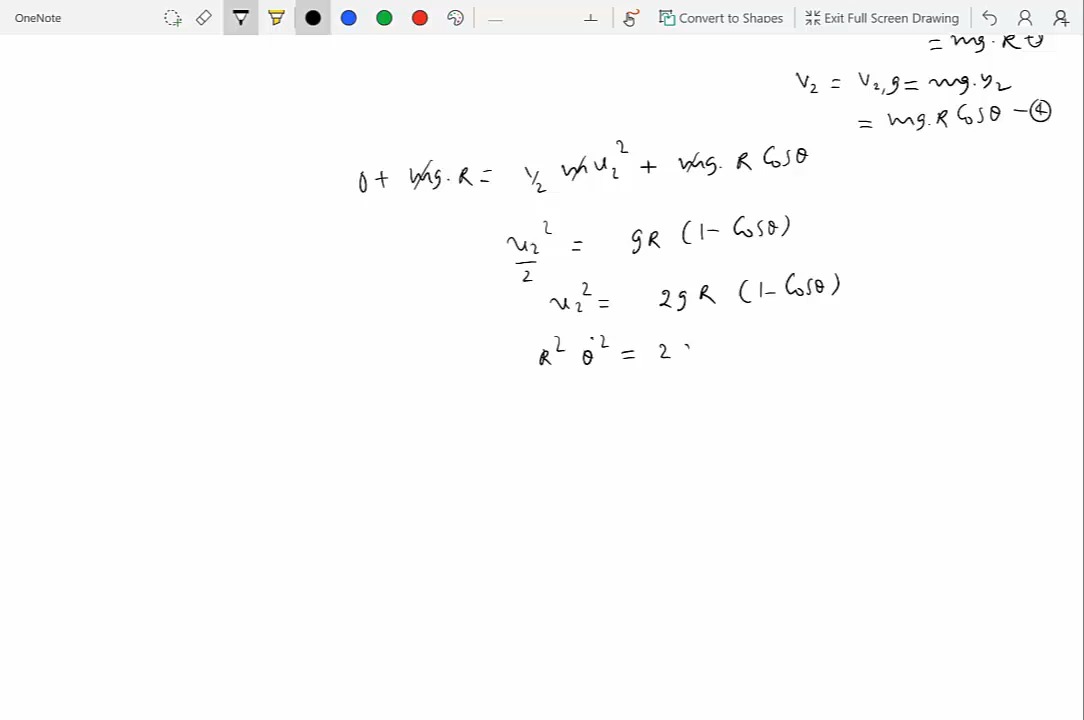 OneNote
Convert to Shapes
Exit Full Screen Drawing
= mg. R
V₂ = V₂,g = mg.y₂
= mg.R Cosθ - ④
0 + mg. R = 1/2 m u₂² + mg. R Cosθ
u₂²/2 = gR (1 - Cosθ)
u₂² = 2gR (1 - Cosθ)
R² θ̇² = 2